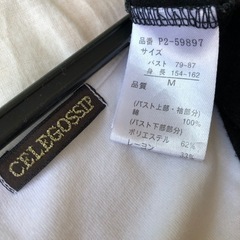 CELEGOSSIP
品番 P2-59897
サイズ
バスト 79-87
身長 154-162
M
品質
(バスト上部・袖部分)
綿 100%
(バスト下部部分)
ポリエステル 62%
レーヨン 13%